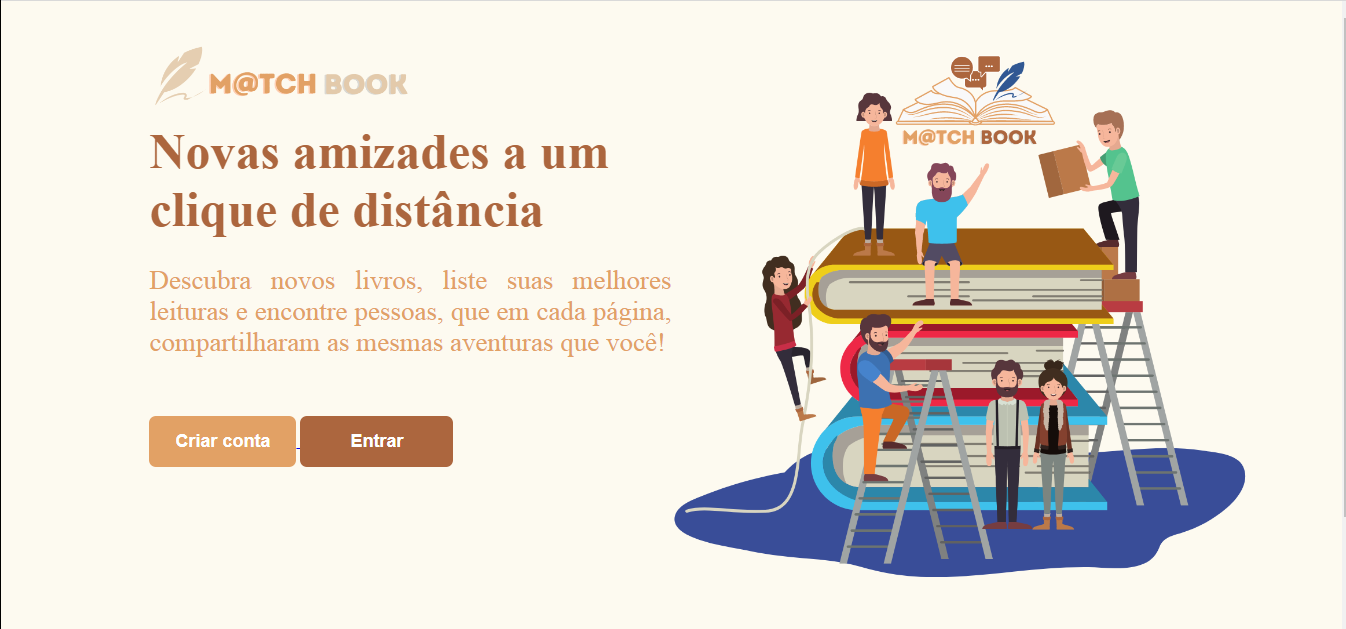 M@TCH BOOK
Novas amizades a um
clique de distância
Descubra novos livros, liste suas melhores
leituras e encontre pessoas, que em cada página,
compartilharam as mesmas aventuras que você!
Criar conta
Entrar
M@TCH BOOK